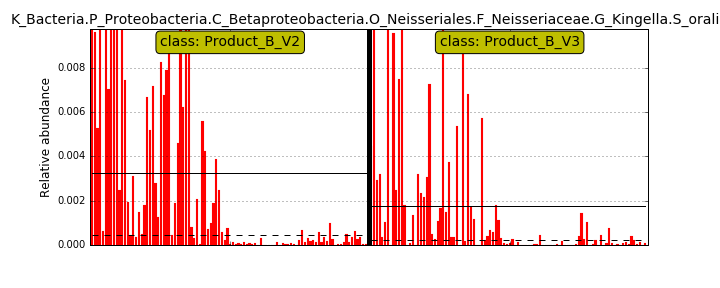 K_Bacteria.P_Proteobacteria.C_Betaproteobacteria.O_Neisseriales.F_Neisseriaceae.G_Kingella.S_orali
class: Product_B_V2
class: Product_B_V3
Relative abundance
0.008
0.006
0.004
0.002
0.000